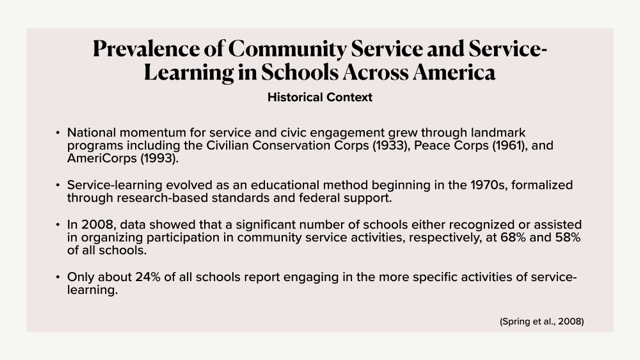 Prevalence of Community Service and Service-
Learning in Schools Across America
Historical Context
• National momentum for service and civic engagement grew through landmark
programs including the Civilian Conservation Corps (1933), Peace Corps (1961), and
AmeriCorps (1993).
• Service-learning evolved as an educational method beginning in the 1970s, formalized
through research-based standards and federal support.
• In 2008, data showed that a significant number of schools either recognized or assisted
in organizing participation in community service activities, respectively, at 68% and 58%
of all schools.
• Only about 24% of all schools report engaging in the more specific activities of service-
learning.
(Spring et al., 2008)